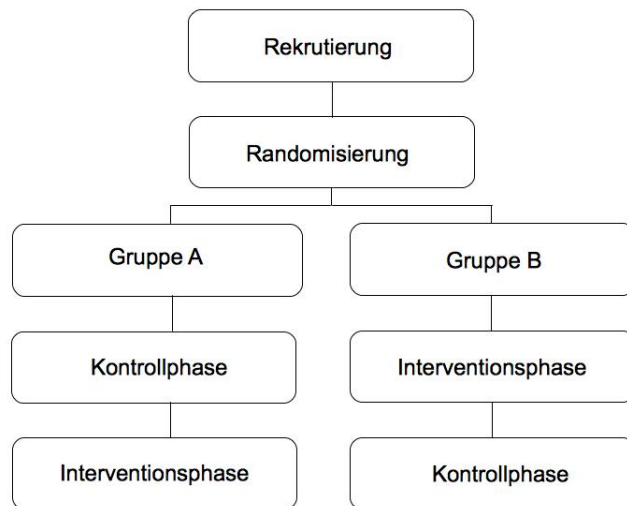 Rekrutierung
Randomisierung
Gruppe A
Gruppe B
Kontrollphase
Interventionsphase
Interventionsphase
Kontrollphase